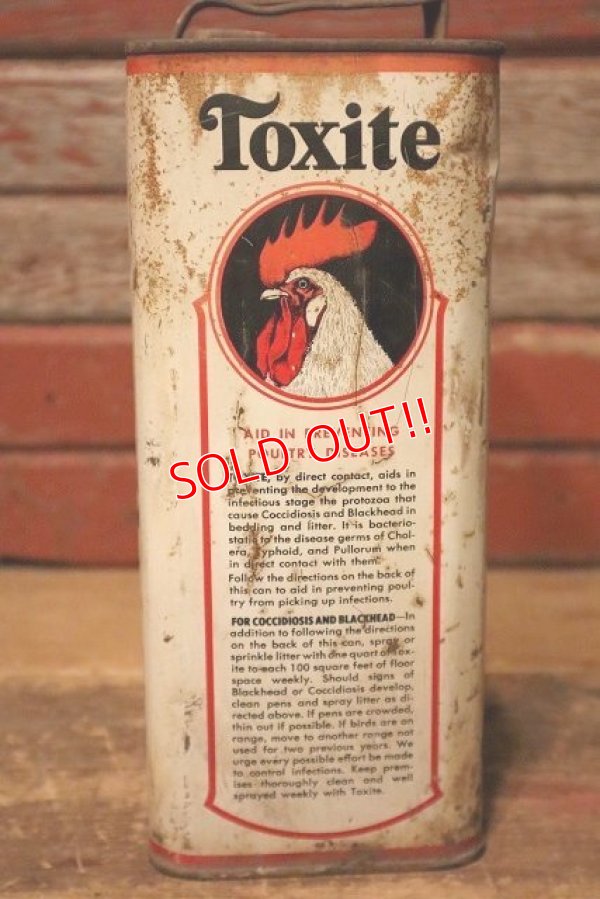 Toxite
AID IN PREVENTING
POULTRY DISEASES
SOLD OUT!!
TOXITE, by direct contact, aids in
preventing the development to the
infectious stage the protozoa that
cause Coccidiosis and Blackhead in
bedding and litter. It is bacterio-
static to the disease germs of Chol-
era, Typhoid, and Pullorum when
in direct contact with them.
Follow the directions on the back of
this can to aid in preventing poul-
try from picking up infections.
FOR COCCIDIOSIS AND BLACKHEAD—In
addition to following the directions
on the back of this can, spray or
sprinkle litter with one quart of Tox-
ite to each 100 square feet of floor
space weekly. Should signs of
Blackhead or Coccidiasis develop,
clean pens and spray litter as di-
rected above. If pens are crowded,
thin out if possible. If birds are on
range, move to another range not
used for two previous years. We
urge every possible effort be made
to control infections. Keep prem-
ises thoroughly clean and well
sprayed weekly with Toxite.